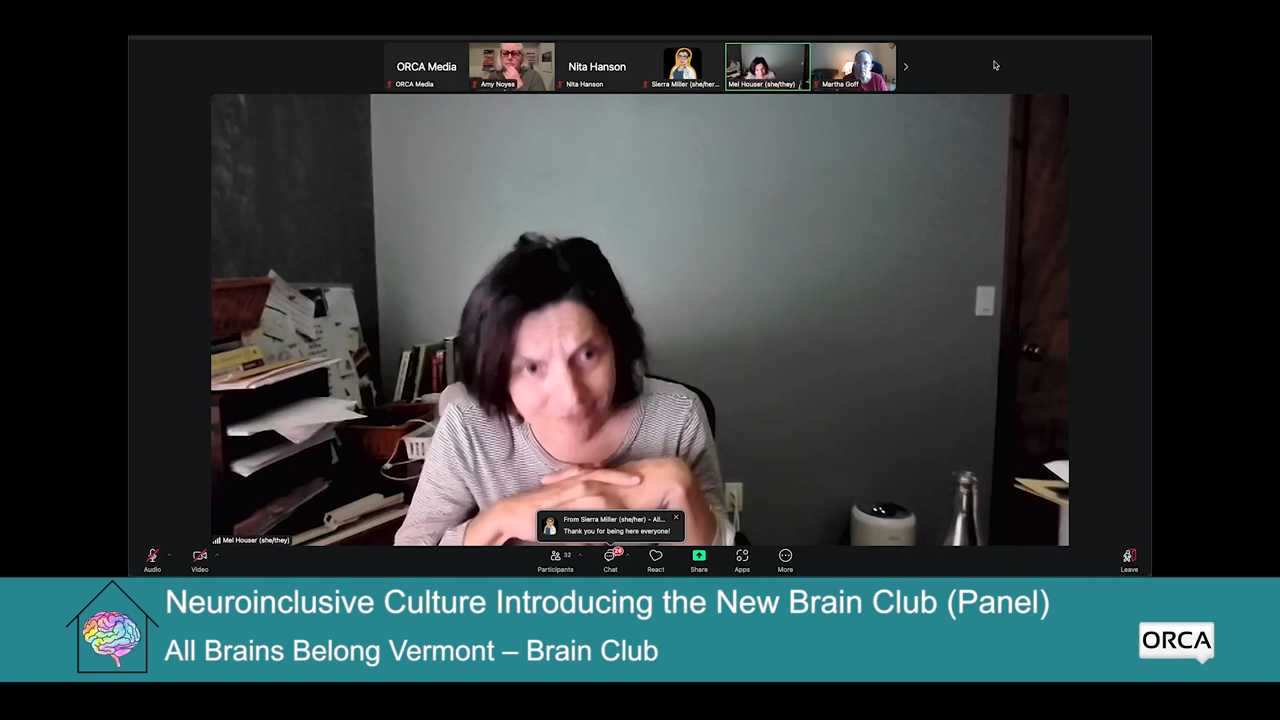 ORCA Media
Nita Hanson
ORCA Media
Amy Noyes
Nita Hanson
Sierra Miller (she/her...
Mel Houser (she/they)
Martha Goff
From Sierra Miller (she/her) - All...
Thank you for being here everyone!
Mel Houser (she/they)
32
Audio
Video
Participants
Chat
React
Share
Apps
More
Leave
Neuroinclusive Culture Introducing the New Brain Club (Panel)
All Brains Belong Vermont – Brain Club
ORCA